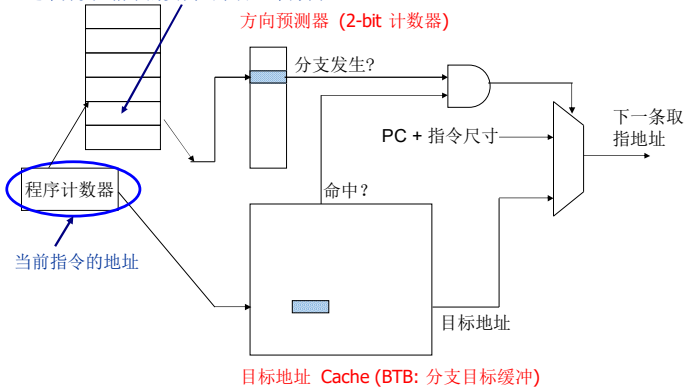 方向预测器 (2-bit 计数器)
分支发生?
下一条取
指地址
PC + 指令尺寸
程序计数器
命中?
当前指令的地址
目标地址
目标地址 Cache (BTB: 分支目标缓冲)